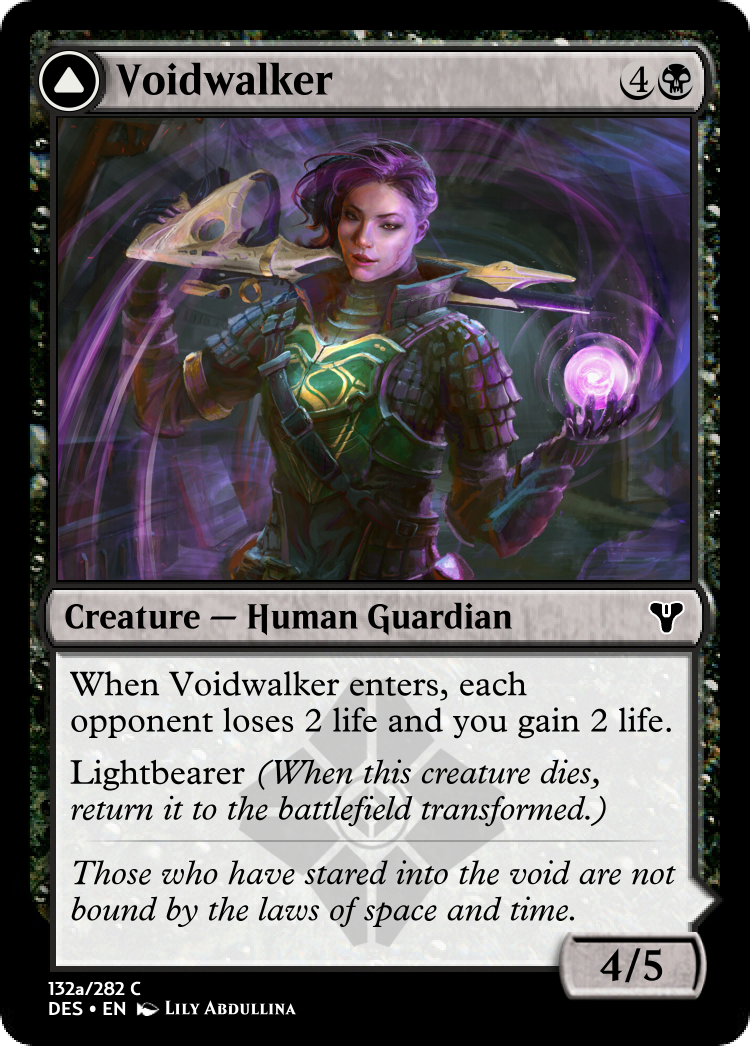 Voidwalker 4
Creature — Human Guardian
When Voidwalker enters, each
opponent loses 2 life and you gain 2 life.
Lightbearer (When this creature dies,
return it to the battlefield transformed.)
Those who have stared into the void are not
bound by the laws of space and time.
4/5
132a/282 C
DES • EN Lily Abdullina